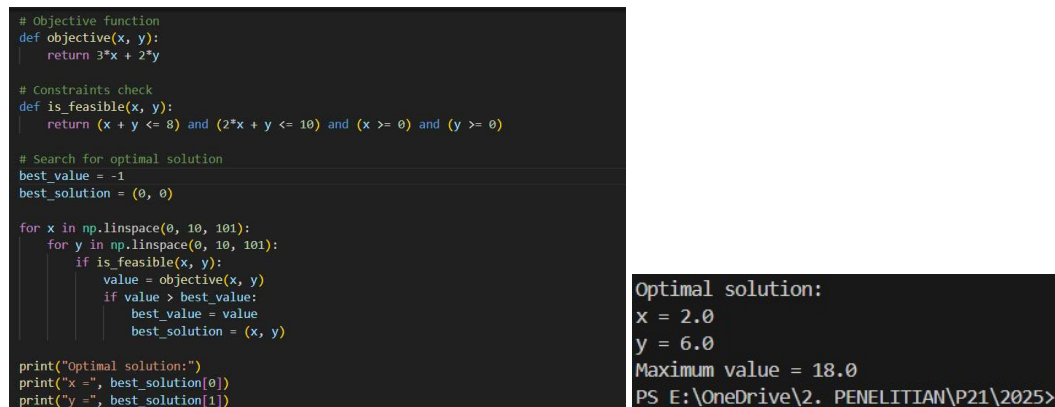 # Objective function
def objective(x, y):
    return 3*x + 2*y
# Constraints check
def is_feasible(x, y):
    return (x + y <= 8) and (2*x + y <= 10) and (x >= 0) and (y >= 0)
# Search for optimal solution
best_value = -1
best_solution = (0, 0)
for x in np.linspace(0, 10, 101):
    for y in np.linspace(0, 10, 101):
        if is_feasible(x, y):
            value = objective(x, y)
            if value > best_value:
                best_value = value
                best_solution = (x, y)
print("Optimal solution:")
print("x =", best_solution[0])
print("y =", best_solution[1])
Optimal solution:
x = 2.0
y = 6.0
Maximum value = 18.0
PS E:\OneDrive\2. PENELITIAN\P21\2025>